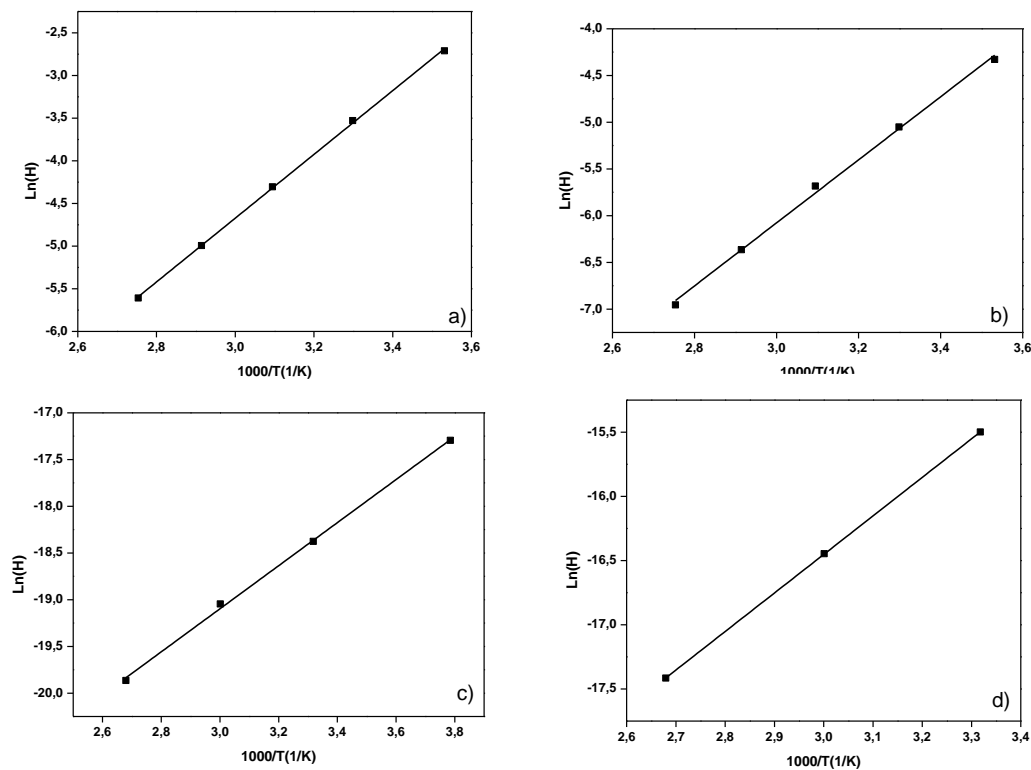 -2,5
-3,0
-3,5
-4,0
-4,5
-5,0
-5,5
-6,0
Ln(H)
2,6 2,8 3,0 3,2 3,4 3,6
1000/T(1/K)
a)
-4,0
-4,5
-5,0
-5,5
-6,0
-6,5
-7,0
Ln(H)
2,6 2,8 3,0 3,2 3,4 3,6
1000/T(1/K)
b)
-17,0
-17,5
-18,0
-18,5
-19,0
-19,5
-20,0
Ln(H)
2,6 2,8 3,0 3,2 3,4 3,6 3,8
1000/T(1/K)
c)
-15,5
-16,0
-16,5
-17,0
-17,5
Ln(H)
2,6 2,7 2,8 2,9 3,0 3,1 3,2 3,3 3,4
1000/T(1/K)
d)